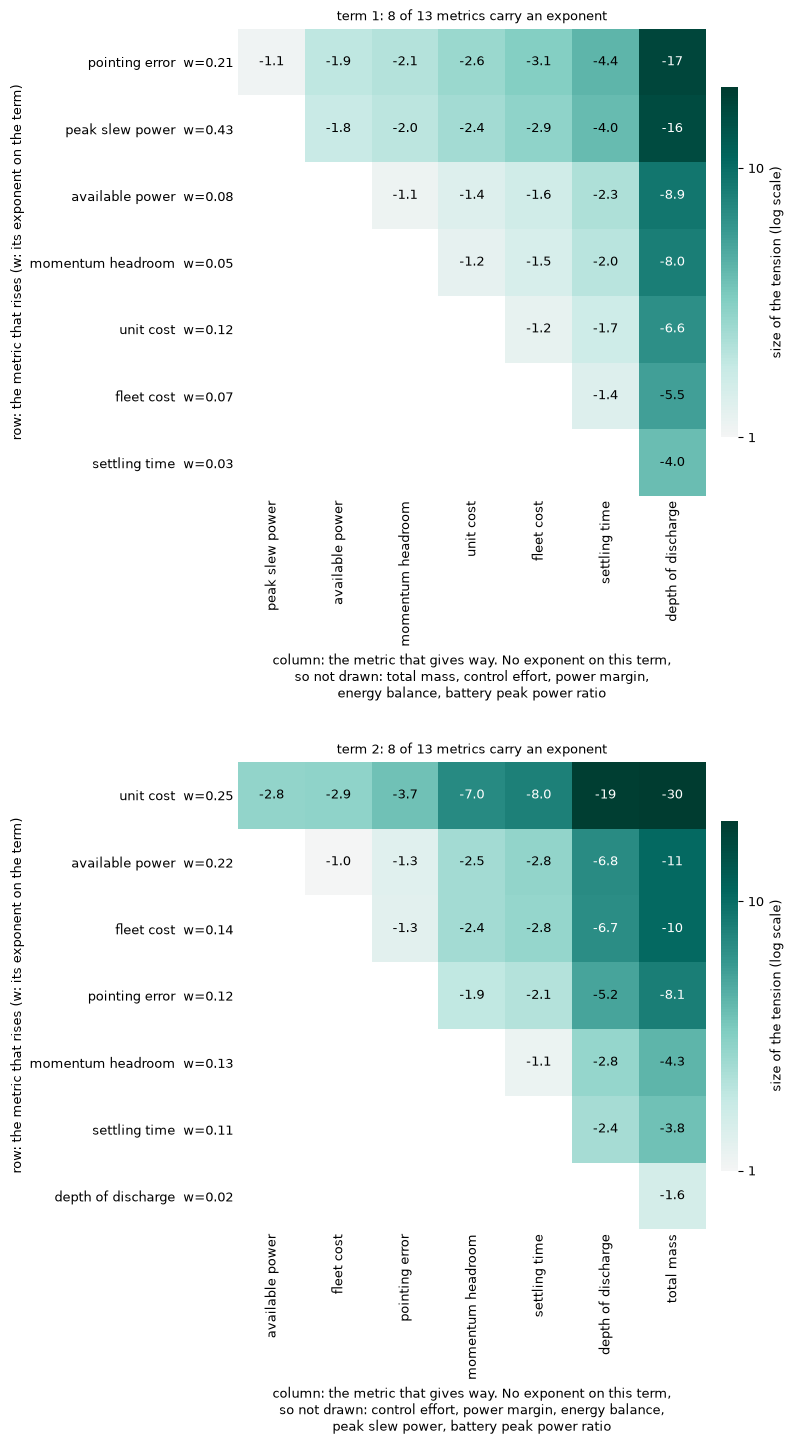 term 1: 8 of 13 metrics carry an exponent
row: the metric that rises (w: its exponent on the term)
pointing error w=0.21 -1.1 -1.9 -2.1 -2.6 -3.1 -4.4 -17
peak slew power w=0.43 -1.8 -2.0 -2.4 -2.9 -4.0 -16
available power w=0.08 -1.1 -1.4 -1.6 -2.3 -8.9
momentum headroom w=0.05 -1.2 -1.5 -2.0 -8.0
unit cost w=0.12 -1.2 -1.7 -6.6
fleet cost w=0.07 -1.4 -5.5
settling time w=0.03 -4.0
10
1
size of the tension (log scale)
peak slew power
available power
momentum headroom
unit cost
fleet cost
settling time
depth of discharge
column: the metric that gives way. No exponent on this term,
so not drawn: total mass, control effort, power margin,
energy balance, battery peak power ratio
term 2: 8 of 13 metrics carry an exponent
row: the metric that rises (w: its exponent on the term)
unit cost w=0.25 -2.8 -2.9 -3.7 -7.0 -8.0 -19 -30
available power w=0.22 -1.0 -1.3 -2.5 -2.8 -6.8 -11
fleet cost w=0.14 -1.3 -2.4 -2.8 -6.7 -10
pointing error w=0.12 -1.9 -2.1 -5.2 -8.1
momentum headroom w=0.13 -1.1 -2.8 -4.3
settling time w=0.11 -2.4 -3.8
depth of discharge w=0.02 -1.6
10
1
size of the tension (log scale)
available power
fleet cost
pointing error
momentum headroom
settling time
depth of discharge
total mass
column: the metric that gives way. No exponent on this term,
so not drawn: control effort, power margin, energy balance,
peak slew power, battery peak power ratio